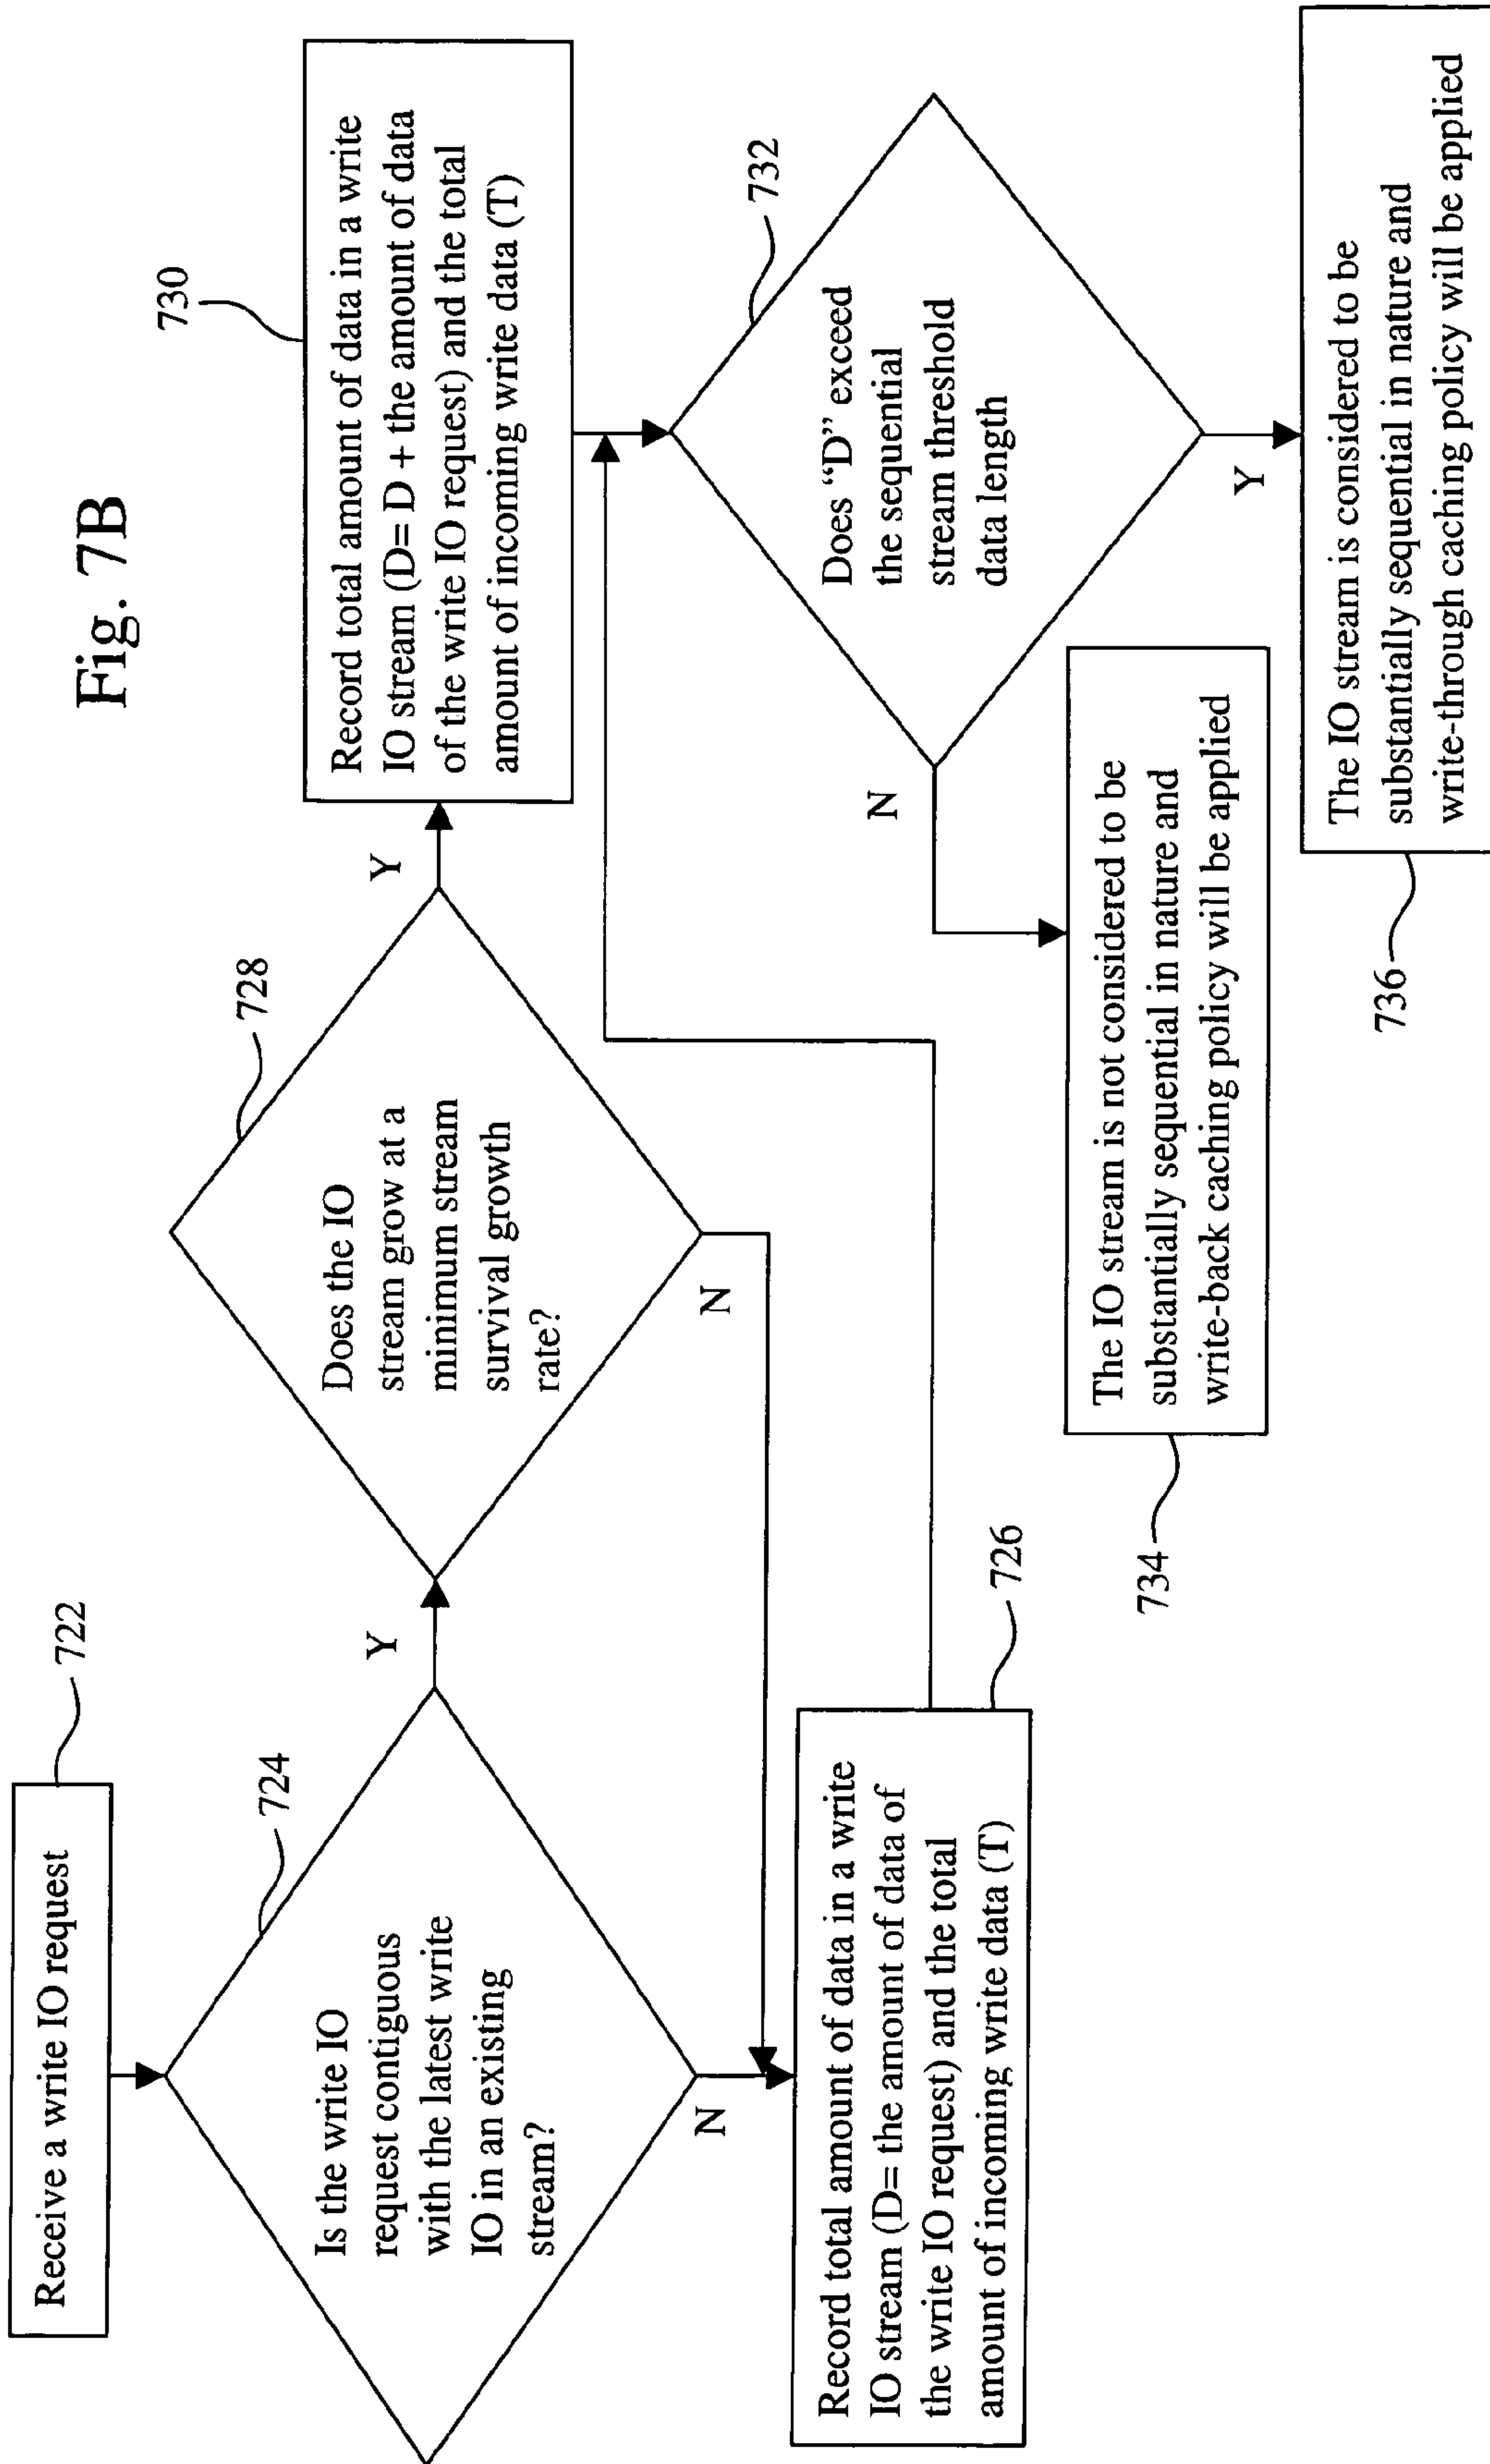 Fig. 7B
Receive a write IO request
722
Is the write IO
request contiguous
with the latest write
IO in an existing
stream?
724
Y
N
Does the IO
stream grow at a
minimum stream
survival growth
rate?
728
Y
N
Record total amount of data in a write
IO stream (D= D + the amount of data
of the write IO request) and the total
amount of incoming write data (T)
730
Record total amount of data in a write
IO stream (D= the amount of data of
the write IO request) and the total
amount of incoming write data (T)
726
Does “D” exceed
the sequential
stream threshold
data length
732
N
Y
The IO stream is not considered to be
substantially sequential in nature and
write-back caching policy will be applied
734
The IO stream is considered to be
substantially sequential in nature and
write-through caching policy will be applied
736